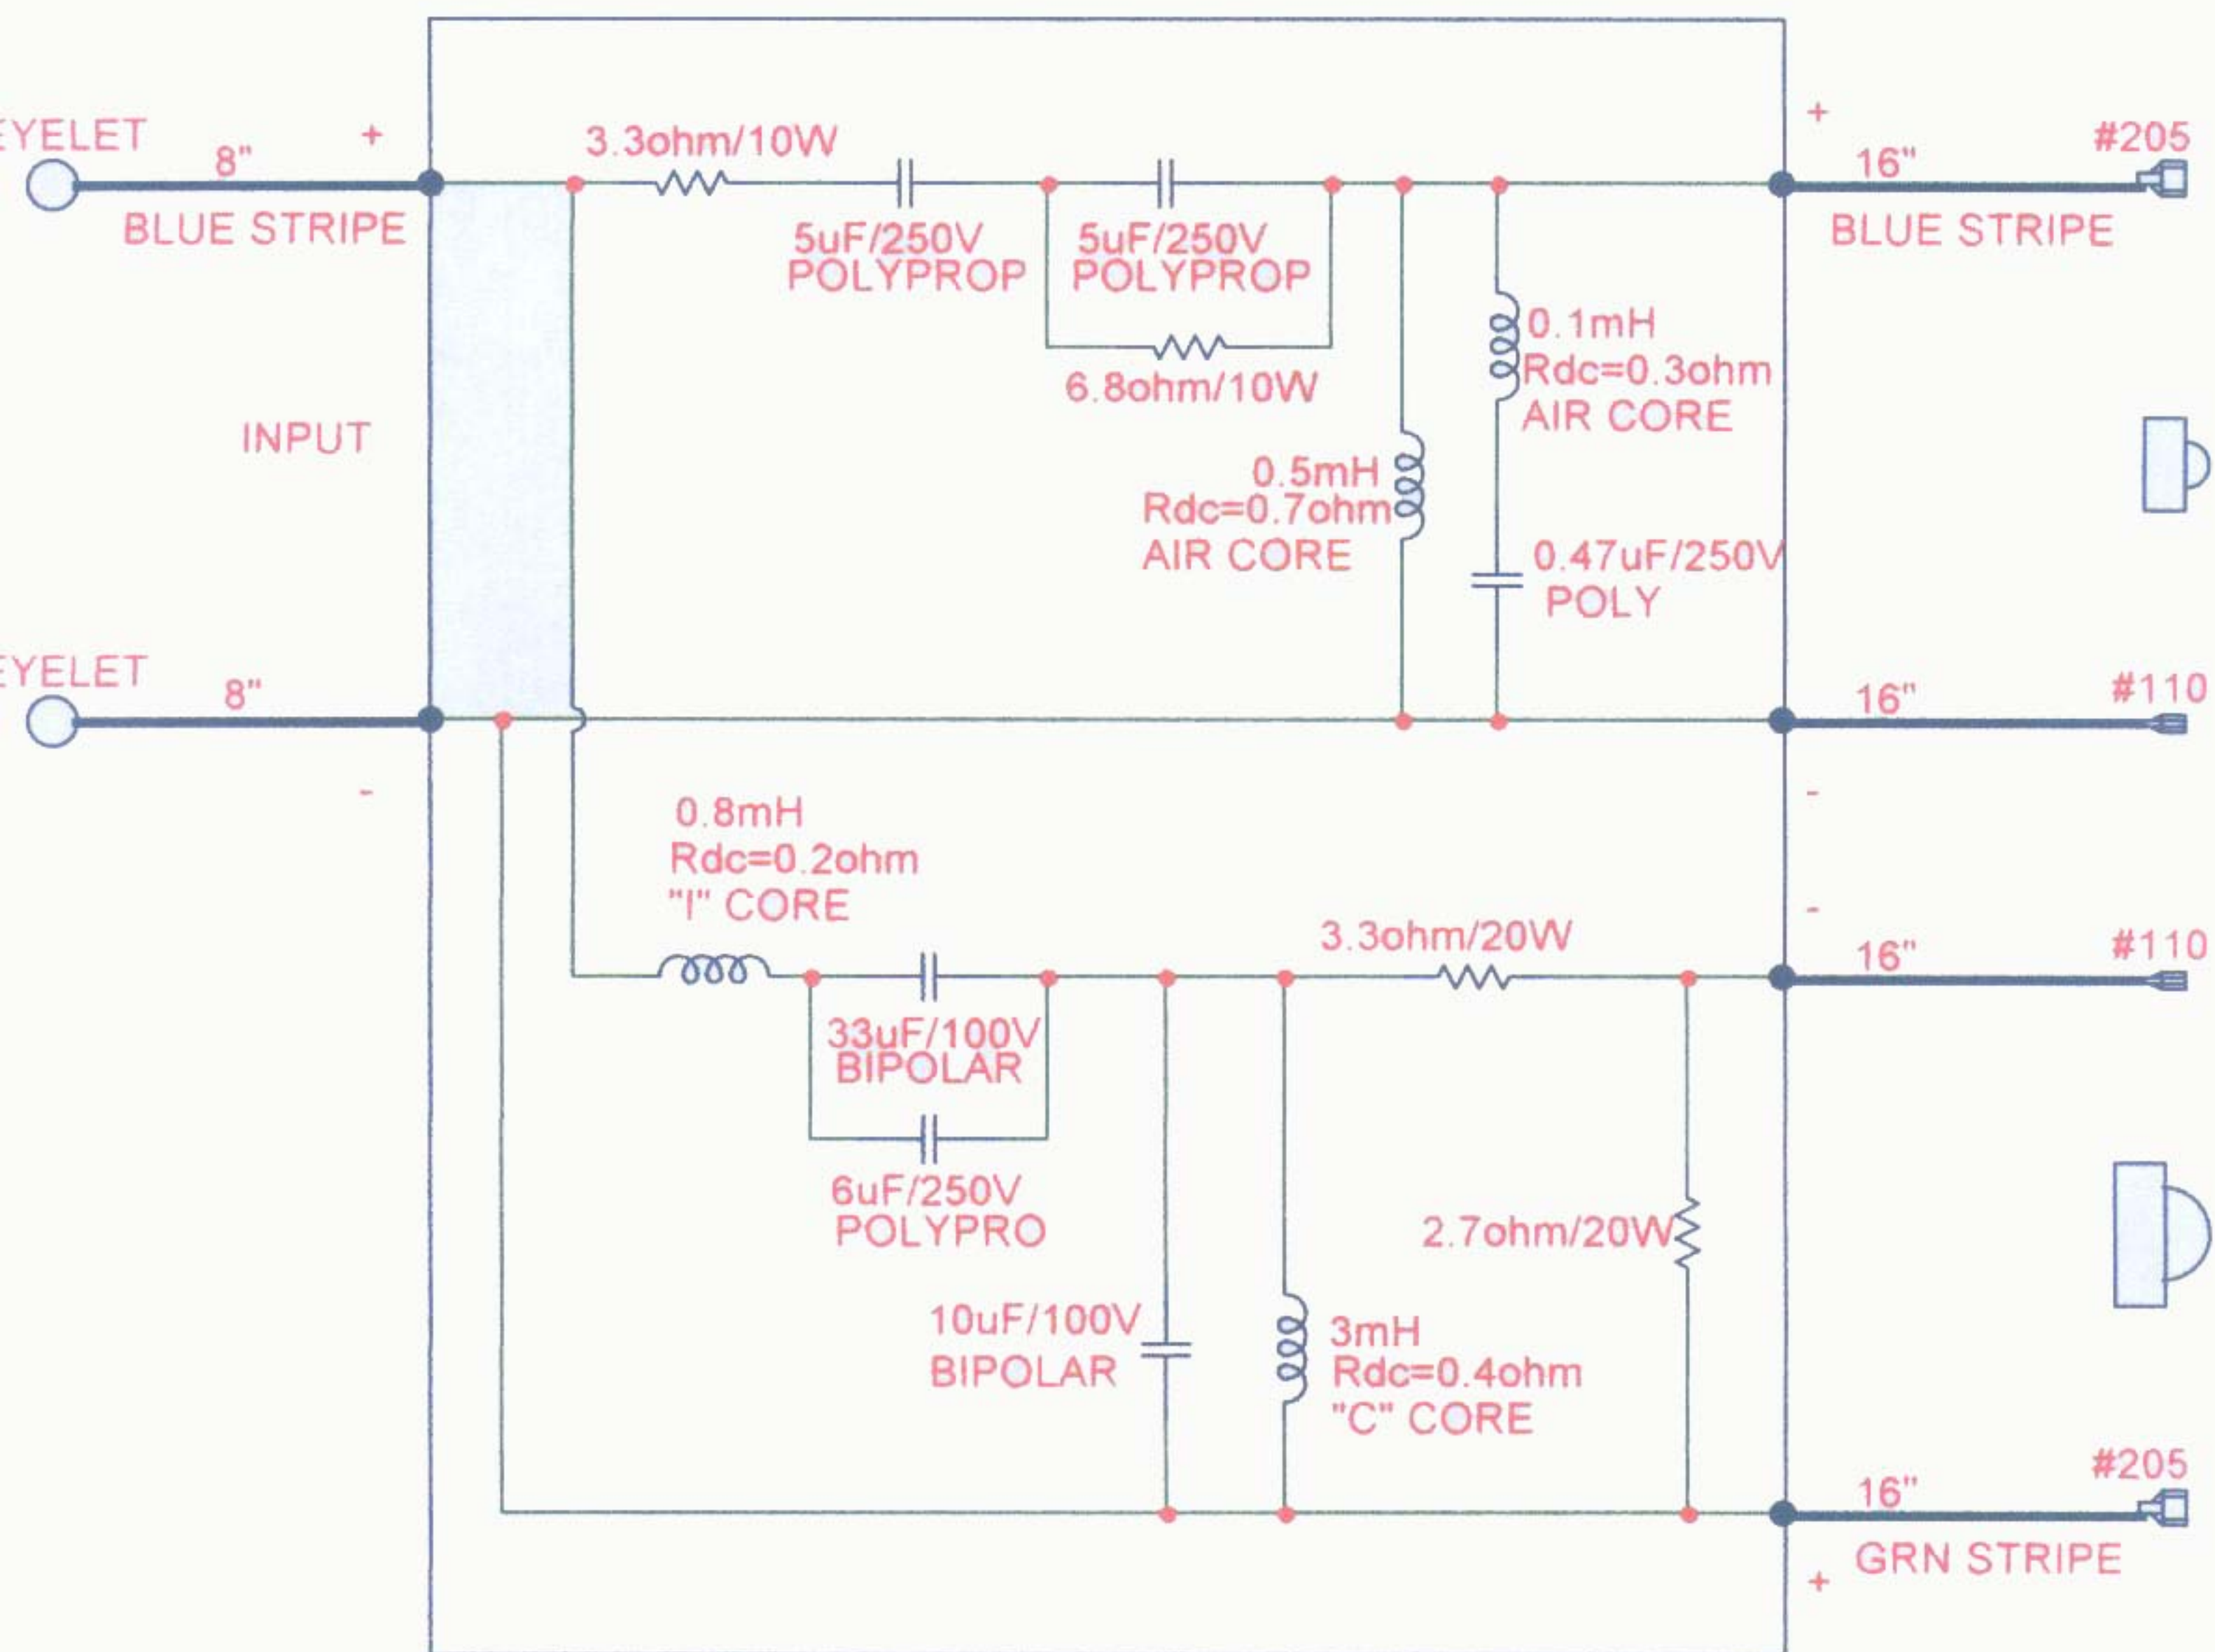 EYELET
8"
+
BLUE STRIPE
3.3ohm/10W
5uF/250V
POLYPROP
5uF/250V
POLYPROP
6.8ohm/10W
+
16"
#205
BLUE STRIPE
INPUT
0.1mH
Rdc=0.3ohm
AIR CORE
0.5mH
Rdc=0.7ohm
AIR CORE
0.47uF/250V
POLY
EYELET
8"
-
16"
#110
-
0.8mH
Rdc=0.2ohm
"I" CORE
33uF/100V
BIPOLAR
6uF/250V
POLYPRO
3.3ohm/20W
-
16"
#110
2.7ohm/20W
10uF/100V
BIPOLAR
3mH
Rdc=0.4ohm
"C" CORE
16"
#205
GRN STRIPE
+